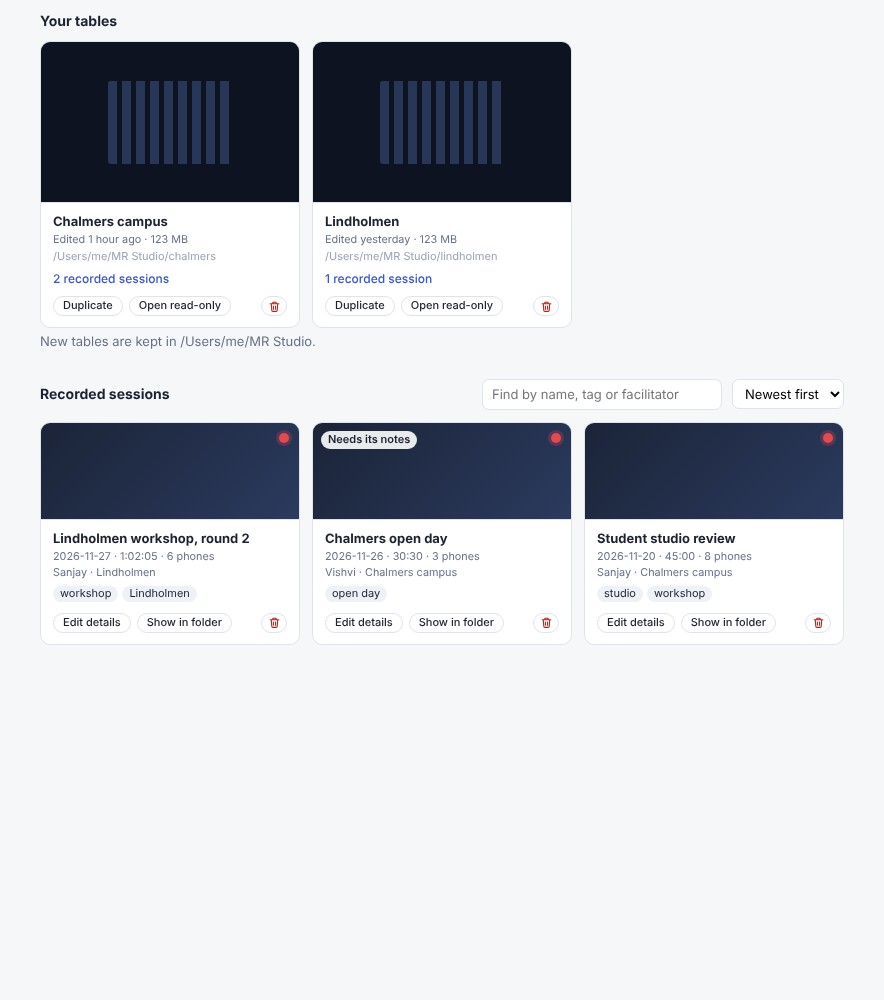 Your tables
Chalmers campus
Edited 1 hour ago · 123 MB
/Users/me/MR Studio/chalmers
2 recorded sessions
Duplicate
Open read-only
Lindholmen
Edited yesterday · 123 MB
/Users/me/MR Studio/lindholmen
1 recorded session
Duplicate
Open read-only
New tables are kept in /Users/me/MR Studio.
Recorded sessions
Find by name, tag or facilitator
Newest first
Lindholmen workshop, round 2
2026-11-27 · 1:02:05 · 6 phones
Sanjay · Lindholmen
workshop
Lindholmen
Edit details
Show in folder
Needs its notes
Chalmers open day
2026-11-26 · 30:30 · 3 phones
Vishvi · Chalmers campus
open day
Edit details
Show in folder
Student studio review
2026-11-20 · 45:00 · 8 phones
Sanjay · Chalmers campus
studio
workshop
Edit details
Show in folder